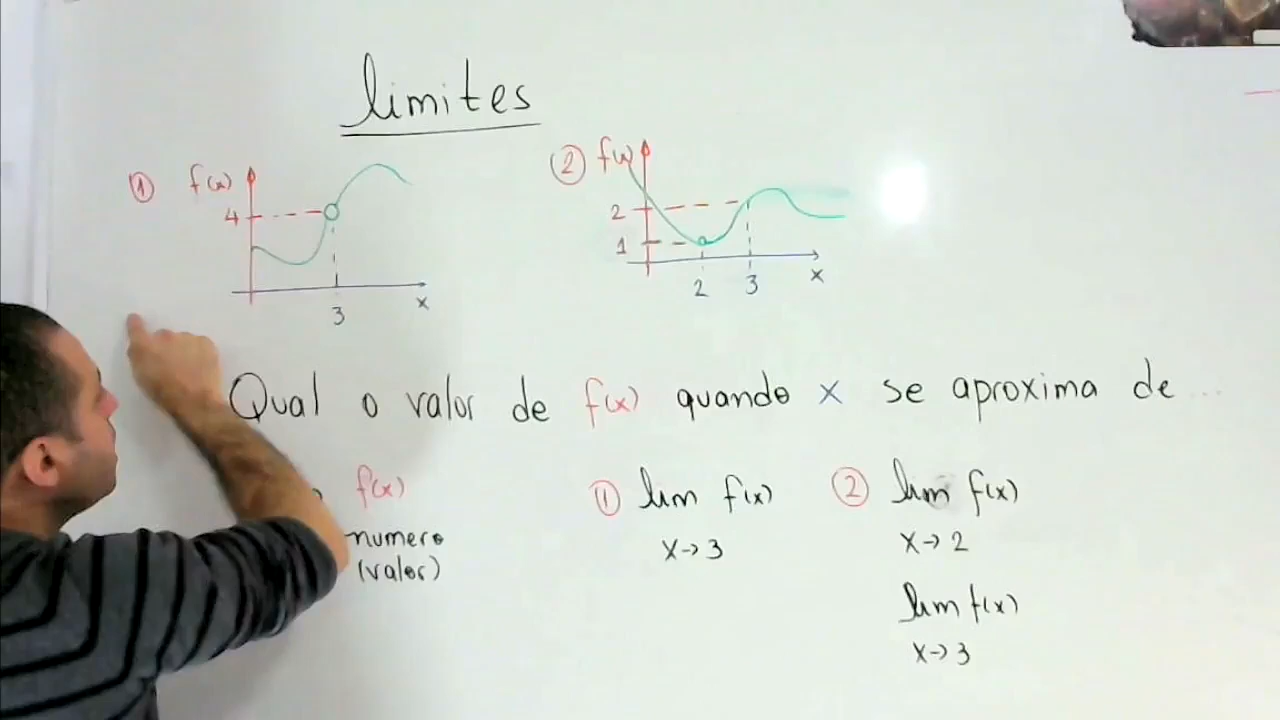 limites
① f(x)
4
3
x
② f(x)
2
1
2 3 x
Qual o valor de f(x) quando x se aproxima de ...
f(x)
numero
(valor)
① lim f(x)
x→3
② lim f(x)
x→2
lim f(x)
x→3